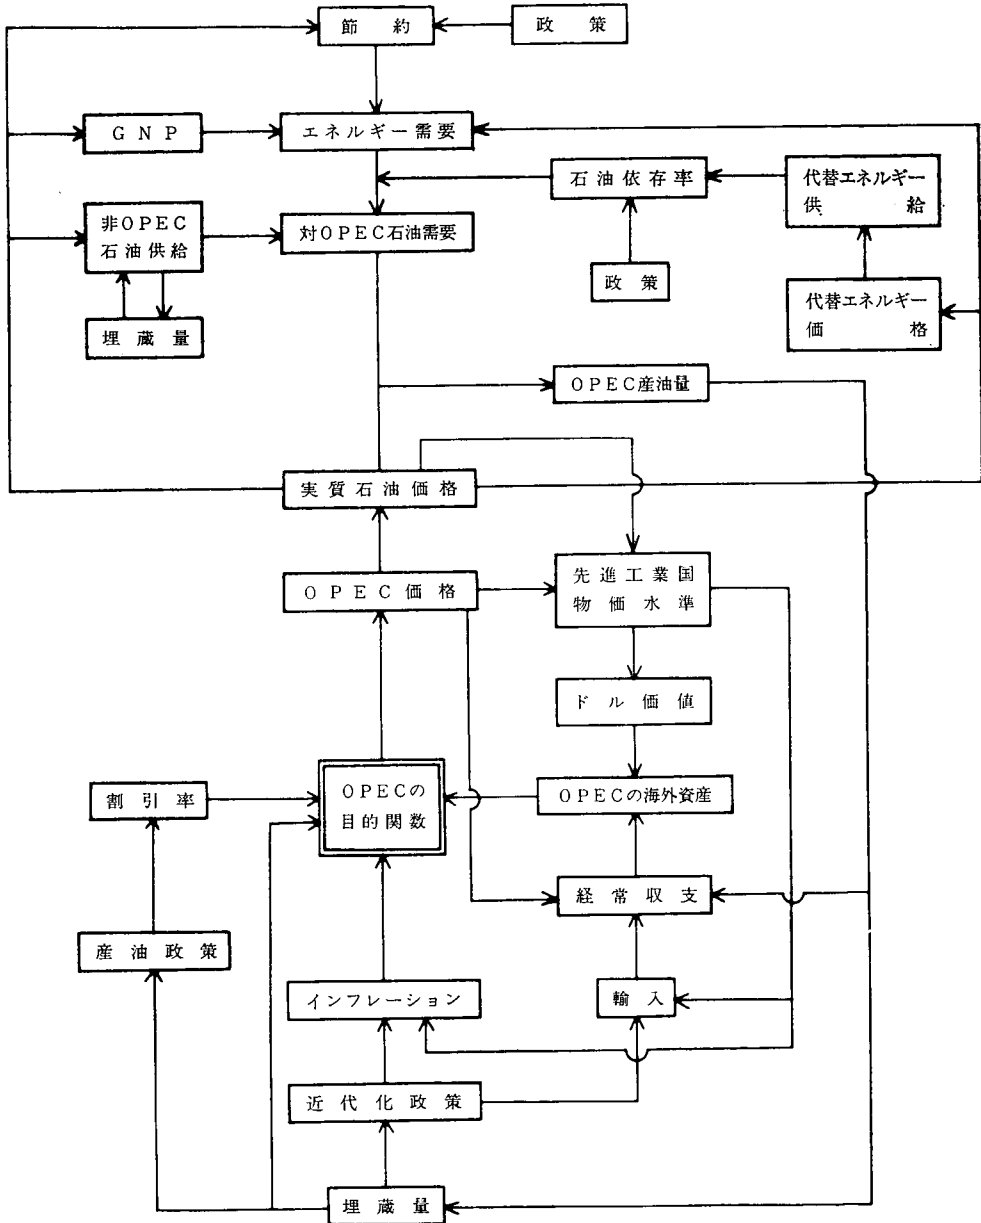 節約
政策
GNP
エネルギー需要
石油依存率
代替エネルギー
供給
非OPEC
石油供給
対OPEC石油需要
政策
代替エネルギー
価格
埋蔵量
OPEC産油量
実質石油価格
OPEC価格
先進工業国
物価水準
ドル価値
割引率
OPECの
目的関数
OPECの海外資産
経常収支
産油政策
インフレーション
輸入
近代化政策
埋蔵量